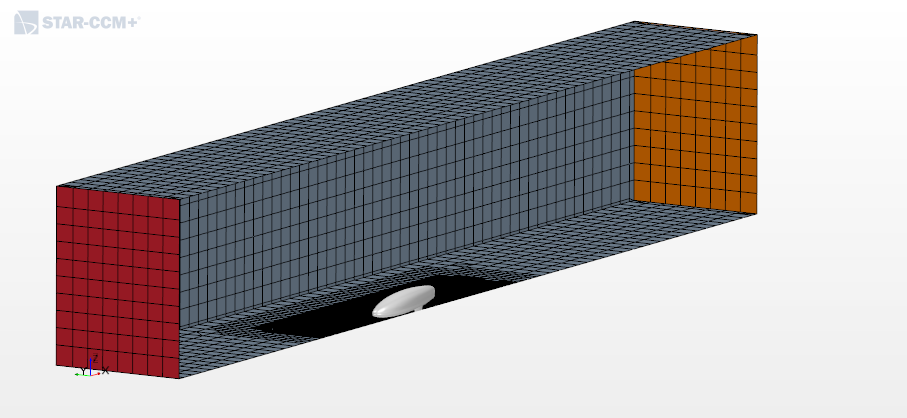 STAR-CCM+
Z
Y X